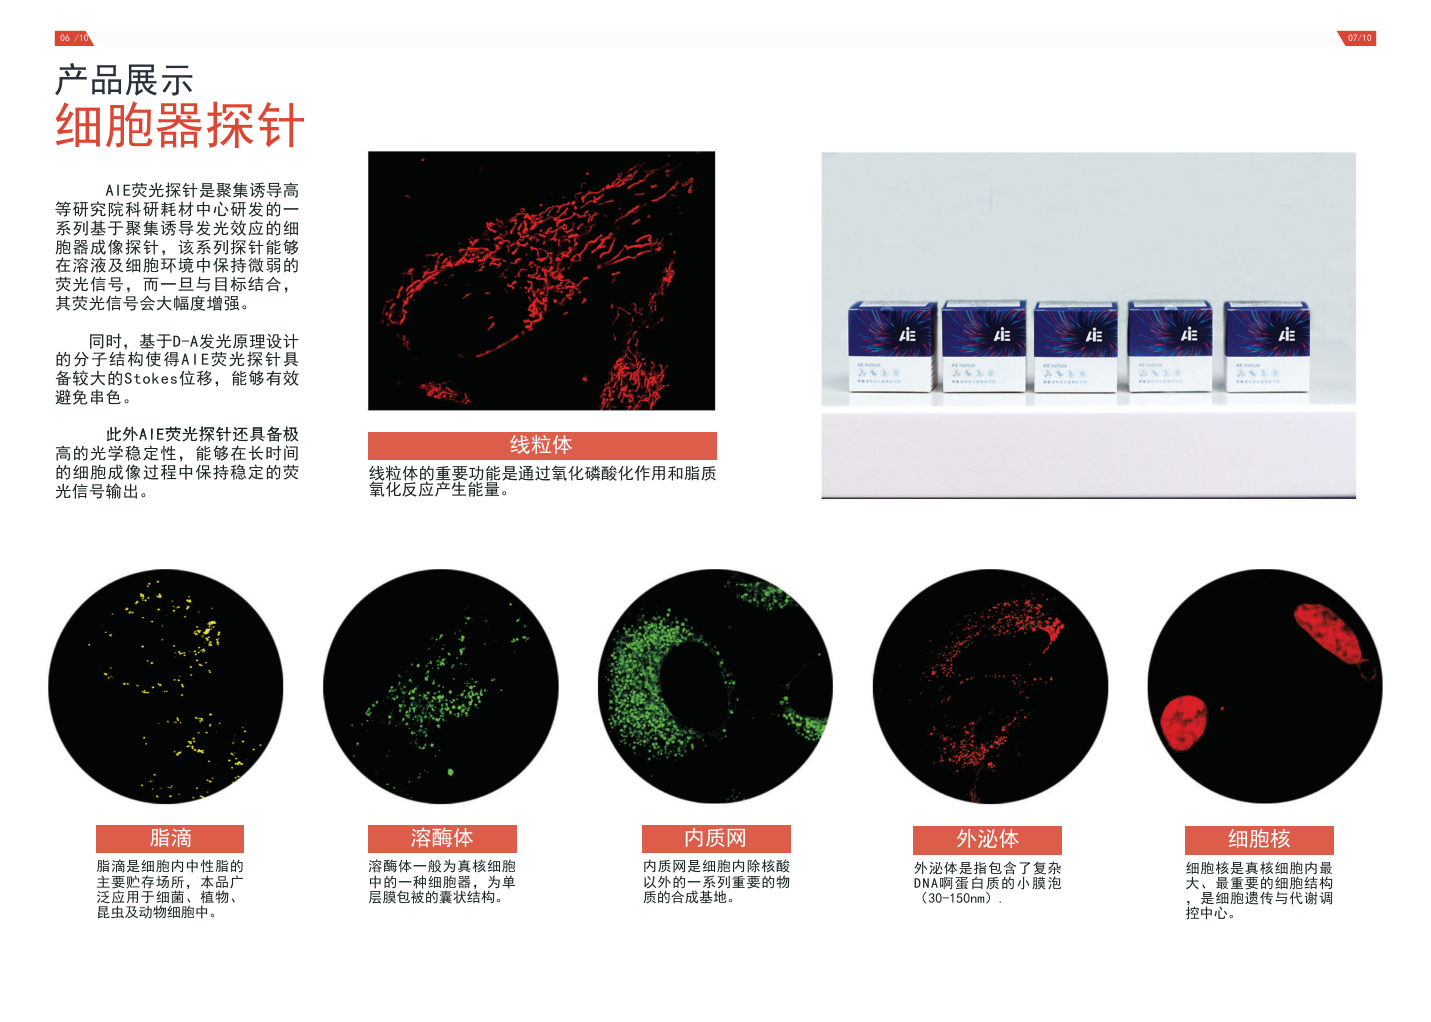 06 /10
07/10
产品展示
细胞器探针
AIE荧光探针是聚集诱导高
等研究院科研耗材中心研发的一
系列基于聚集诱导发光效应的细
胞器成像探针，该系列探针能够
在溶液及细胞环境中保持微弱的
荧光信号，而一旦与目标结合，
其荧光信号会大幅度增强。
同时，基于D-A发光原理设计
的分子结构使得AIE荧光探针具
备较大的Stokes位移，能够有效
避免串色。
此外AIE荧光探针还具备极
高的光学稳定性，能够在长时间
的细胞成像过程中保持稳定的荧
光信号输出。
线粒体
线粒体的重要功能是通过氧化磷酸化作用和脂质
氧化反应产生能量。
AIE
AIE
AIE
AIE
AIE
AIE Institute
AIE Institute
AIE Institute
AIE Institute
AIE Institute
脂滴
脂滴是细胞内中性脂的
主要贮存场所，本品广
泛应用于细菌、植物、
昆虫及动物细胞中。
溶酶体
溶酶体一般为真核细胞
中的一种细胞器，为单
层膜包被的囊状结构。
内质网
内质网是细胞内除核酸
以外的一系列重要的物
质的合成基地。
外泌体
外泌体是指包含了复杂
DNA啊蛋白质的小膜泡
（30-150nm）.
细胞核
细胞核是真核细胞内最
大、最重要的细胞结构
，是细胞遗传与代谢调
控中心。